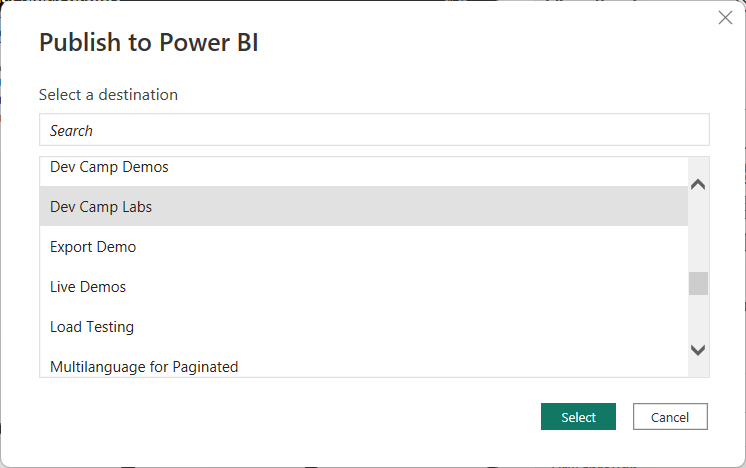 Publish to Power BI
Select a destination
Search
Dev Camp Demos
Dev Camp Labs
Export Demo
Live Demos
Load Testing
Multilanguage for Paginated
Select
Cancel